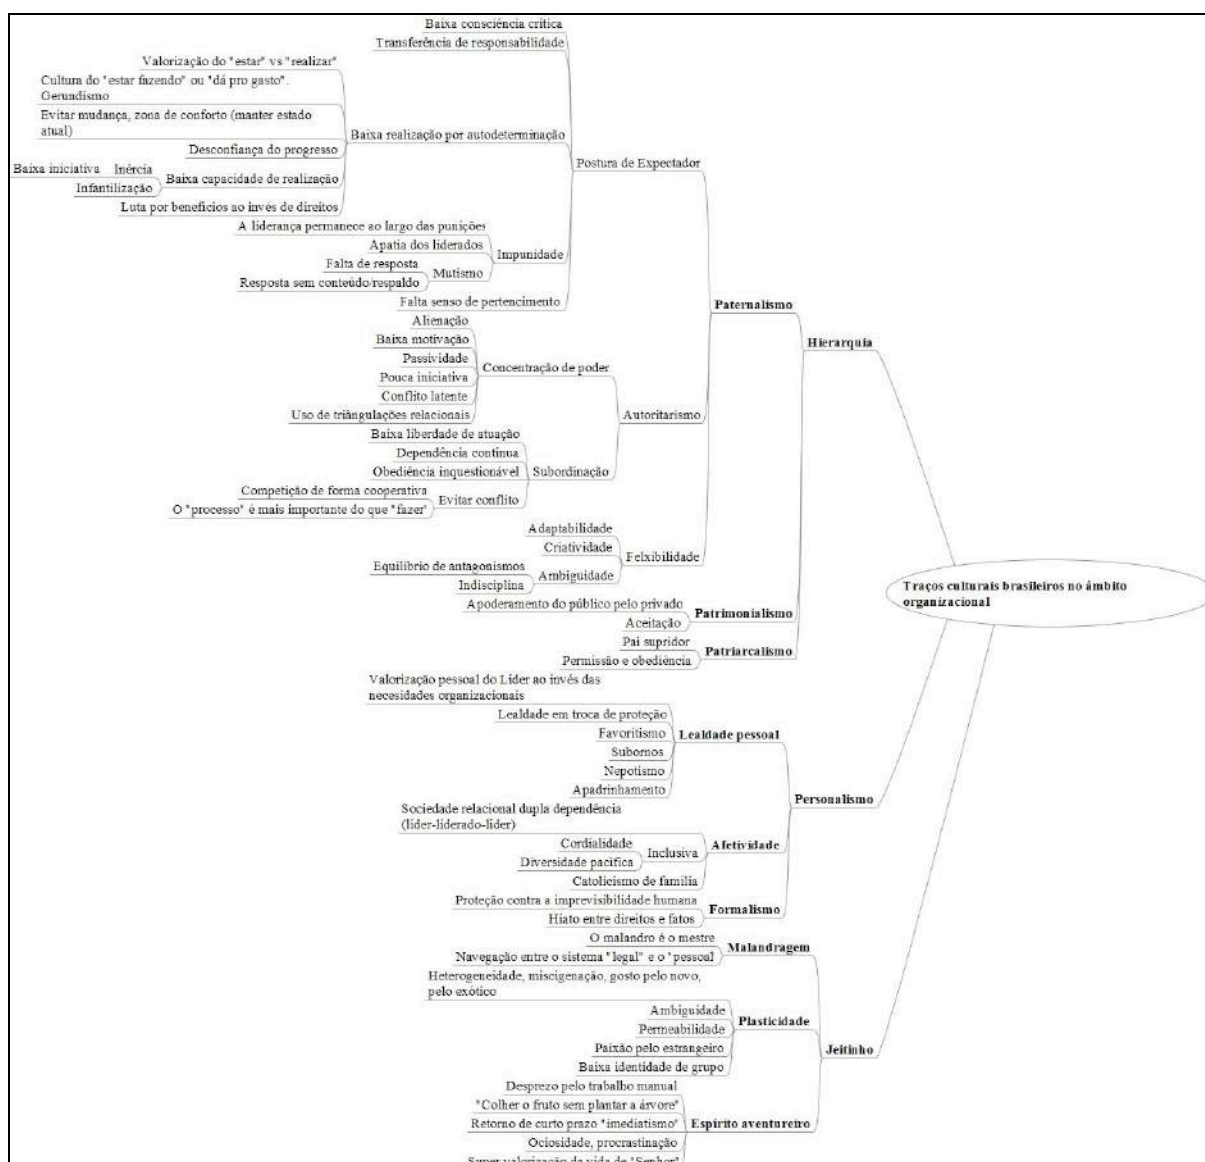 Baixa consciência crítica
Transferência de responsabilidade
Valorização do "estar" vs "realizar"
Cultura do "estar fazendo" ou "dá pro gasto".
Gerundismo
Evitar mudança, zona de conforto (manter estado
atual)
Baixa realização por autodeterminação
Desconfiança do progresso
Baixa iniciativa
Inércia
Baixa capacidade de realização
Infantilização
Luta por benefícios ao invés de direitos
Postura de Expectador
A liderança permanece ao largo das punições
Apatia dos liderados
Impunidade
Falta de resposta
Mutismo
Resposta sem conteúdo/respaldo
Falta senso de pertencimento
Paternalismo
Hierarquia
Alienação
Baixa motivação
Passividade
Concentração de poder
Pouca iniciativa
Conflito latente
Uso de triângulações relacionais
Autoritarismo
Baixa liberdade de atuação
Dependência contínua
Obediência inquestionável
Subordinação
Competição de forma cooperativa
Evitar conflito
O "processo" é mais importante do que "fazer"
Adaptabilidade
Criatividade
Felxibilidade
Equilíbrio de antagonismos
Ambiguidade
Indisciplina
Apoderamento do público pelo privado
Patrimonialismo
Aceitação
Pai supridor
Patriarcalismo
Permissão e obediência
Traços culturais brasileiros no âmbito
organizacional
Valorização pessoal do Líder ao invés das
necesidades organizacionais
Lealdade em troca de proteção
Favoritismo
Lealdade pessoal
Subornos
Nepotismo
Apadrinhamento
Personalismo
Sociedade relacional dupla dependência
(líder-liderado-líder)
Cordialidade
Inclusiva
Afetividade
Diversidade pacifica
Catolicismo de família
Proteção contra a imprevisibilidade humana
Formalismo
Hiato entre direitos e fatos
O malandro é o mestre
Malandragem
Navegação entre o sistema "legal" e o "pessoal
Heterogeneidade, miscigenação, gosto pelo novo,
pelo exótico
Ambiguidade
Plasticidade
Permeabilidade
Paixão pelo estrangeiro
Baixa identidade de grupo
Jeitinho
Desprezo pelo trabalho manual
"Colher o fruto sem plantar a árvore"
Retorno de curto prazo "imediatismo"
Espírito aventureiro
Ociosidade, procrastinação
Super valorização da vida de "Senhor"